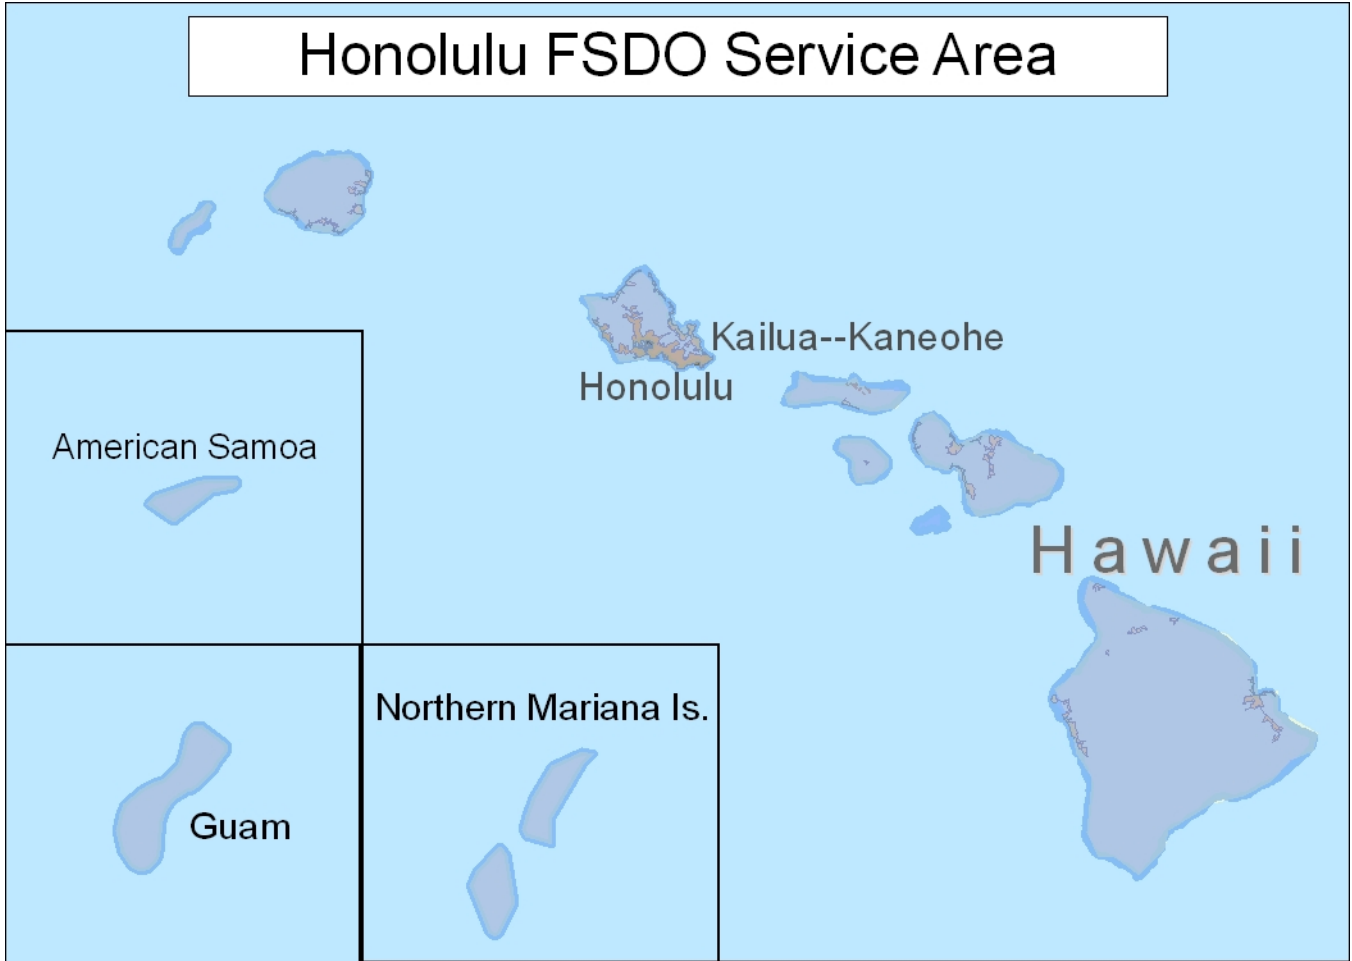 Honolulu FSDO Service Area
Kailua--Kaneohe
Honolulu
American Samoa
Hawaii
Northern Mariana Is.
Guam